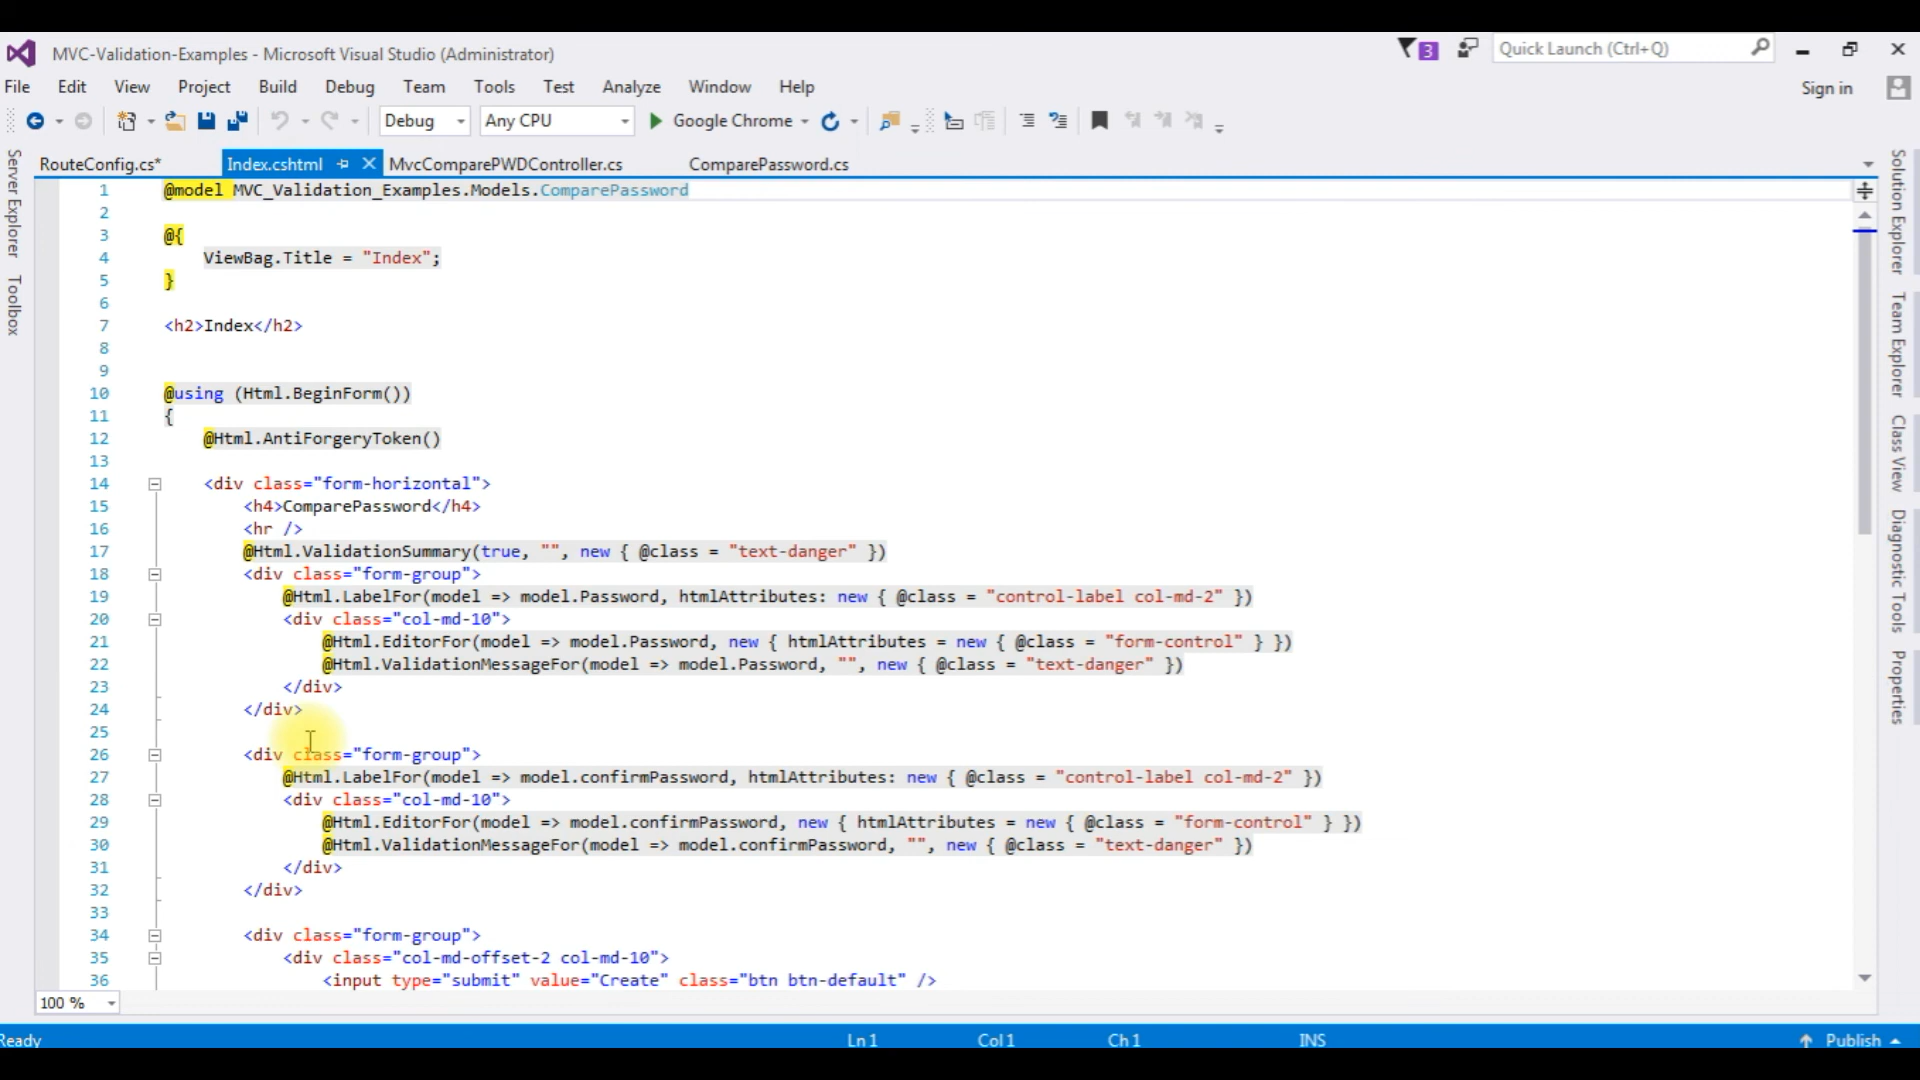 MVC-Validation-Examples - Microsoft Visual Studio (Administrator)
3
Quick Launch (Ctrl+Q)
File Edit View Project Build Debug Team Tools Test Analyze Window Help
Sign in
Debug Any CPU Google Chrome
RouteConfig.cs* Index.cshtml MvcComparePWDController.cs ComparePassword.cs
Server Explorer
Toolbox
1 @model MVC_Validation_Examples.Models.ComparePassword
2
3 @{
4 ViewBag.Title = "Index";
5 }
6
7 <h2>Index</h2>
8
9
10 @using (Html.BeginForm())
11 {
12 @Html.AntiForgeryToken()
13
14 <div class="form-horizontal">
15 <h4>ComparePassword</h4>
16 <hr />
17 @Html.ValidationSummary(true, "", new { @class = "text-danger" })
18 <div class="form-group">
19 @Html.LabelFor(model => model.Password, htmlAttributes: new { @class = "control-label col-md-2" })
20 <div class="col-md-10">
21 @Html.EditorFor(model => model.Password, new { htmlAttributes = new { @class = "form-control" } })
22 @Html.ValidationMessageFor(model => model.Password, "", new { @class = "text-danger" })
23 </div>
24 </div>
25
26 <div class="form-group">
27 @Html.LabelFor(model => model.confirmPassword, htmlAttributes: new { @class = "control-label col-md-2" })
28 <div class="col-md-10">
29 @Html.EditorFor(model => model.confirmPassword, new { htmlAttributes = new { @class = "form-control" } })
30 @Html.ValidationMessageFor(model => model.confirmPassword, "", new { @class = "text-danger" })
31 </div>
32 </div>
33
34 <div class="form-group">
35 <div class="col-md-offset-2 col-md-10">
36 <input type="submit" value="Create" class="btn btn-default" />
Solution Explorer
Team Explorer
Class View
Diagnostic Tools
Properties
100 %
Ready Ln 1 Col 1 Ch 1 INS Publish